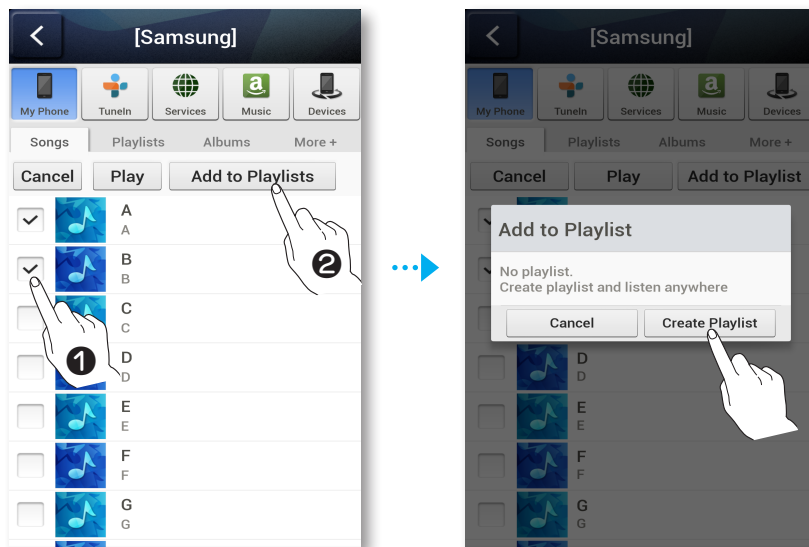 [Samsung]
My Phone
TuneIn
Services
a
Music
Devices
Songs
Playlists
Albums
More +
Cancel
Play
Add to Playlists
A
A
B
B
C
C
D
D
E
E
F
F
G
G
1
2
[Samsung]
My Phone
TuneIn
Services
a
Music
Devices
Songs
Playlists
Albums
More +
Cancel
Play
Add to Playlist
Add to Playlist
No playlist.
Create playlist and listen anywhere
Cancel
Create Playlist
D
D
E
E
F
F
G
G